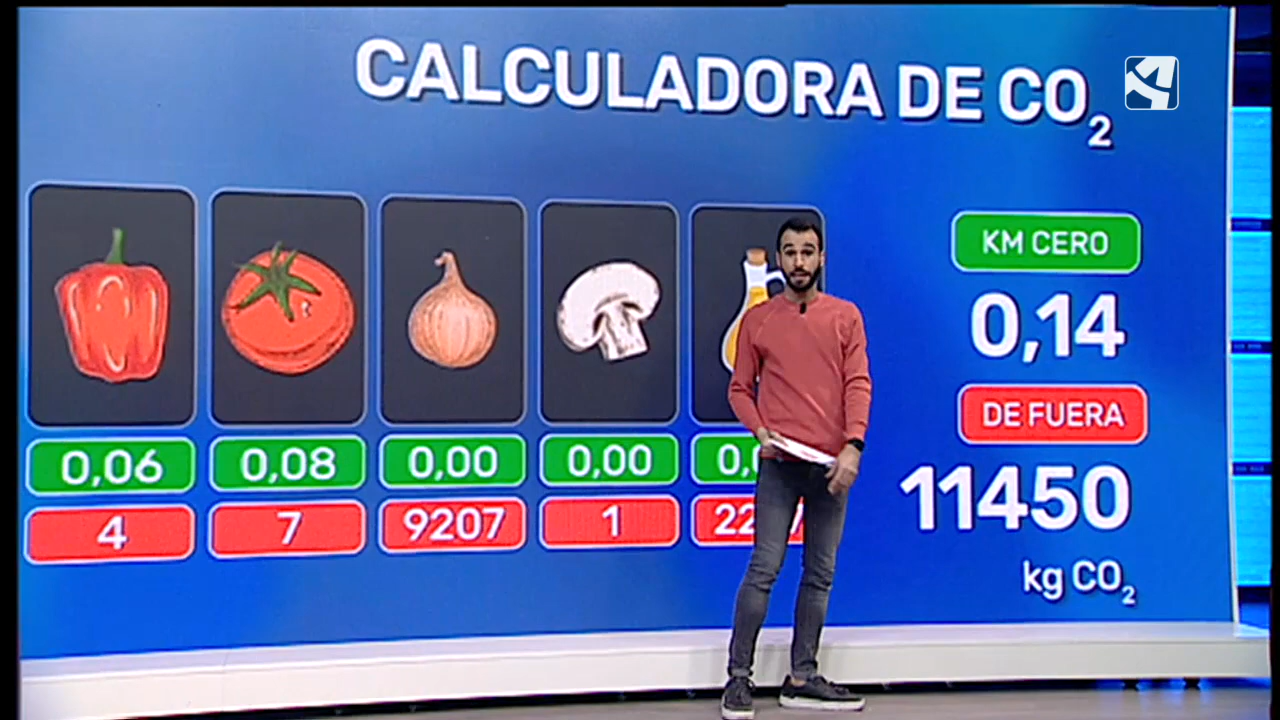 CALCULADORA DE CO₂
KM CERO
0,14
DE FUERA
11450
kg CO₂
0,06
0,08
0,00
0,00
4
7
9207
1